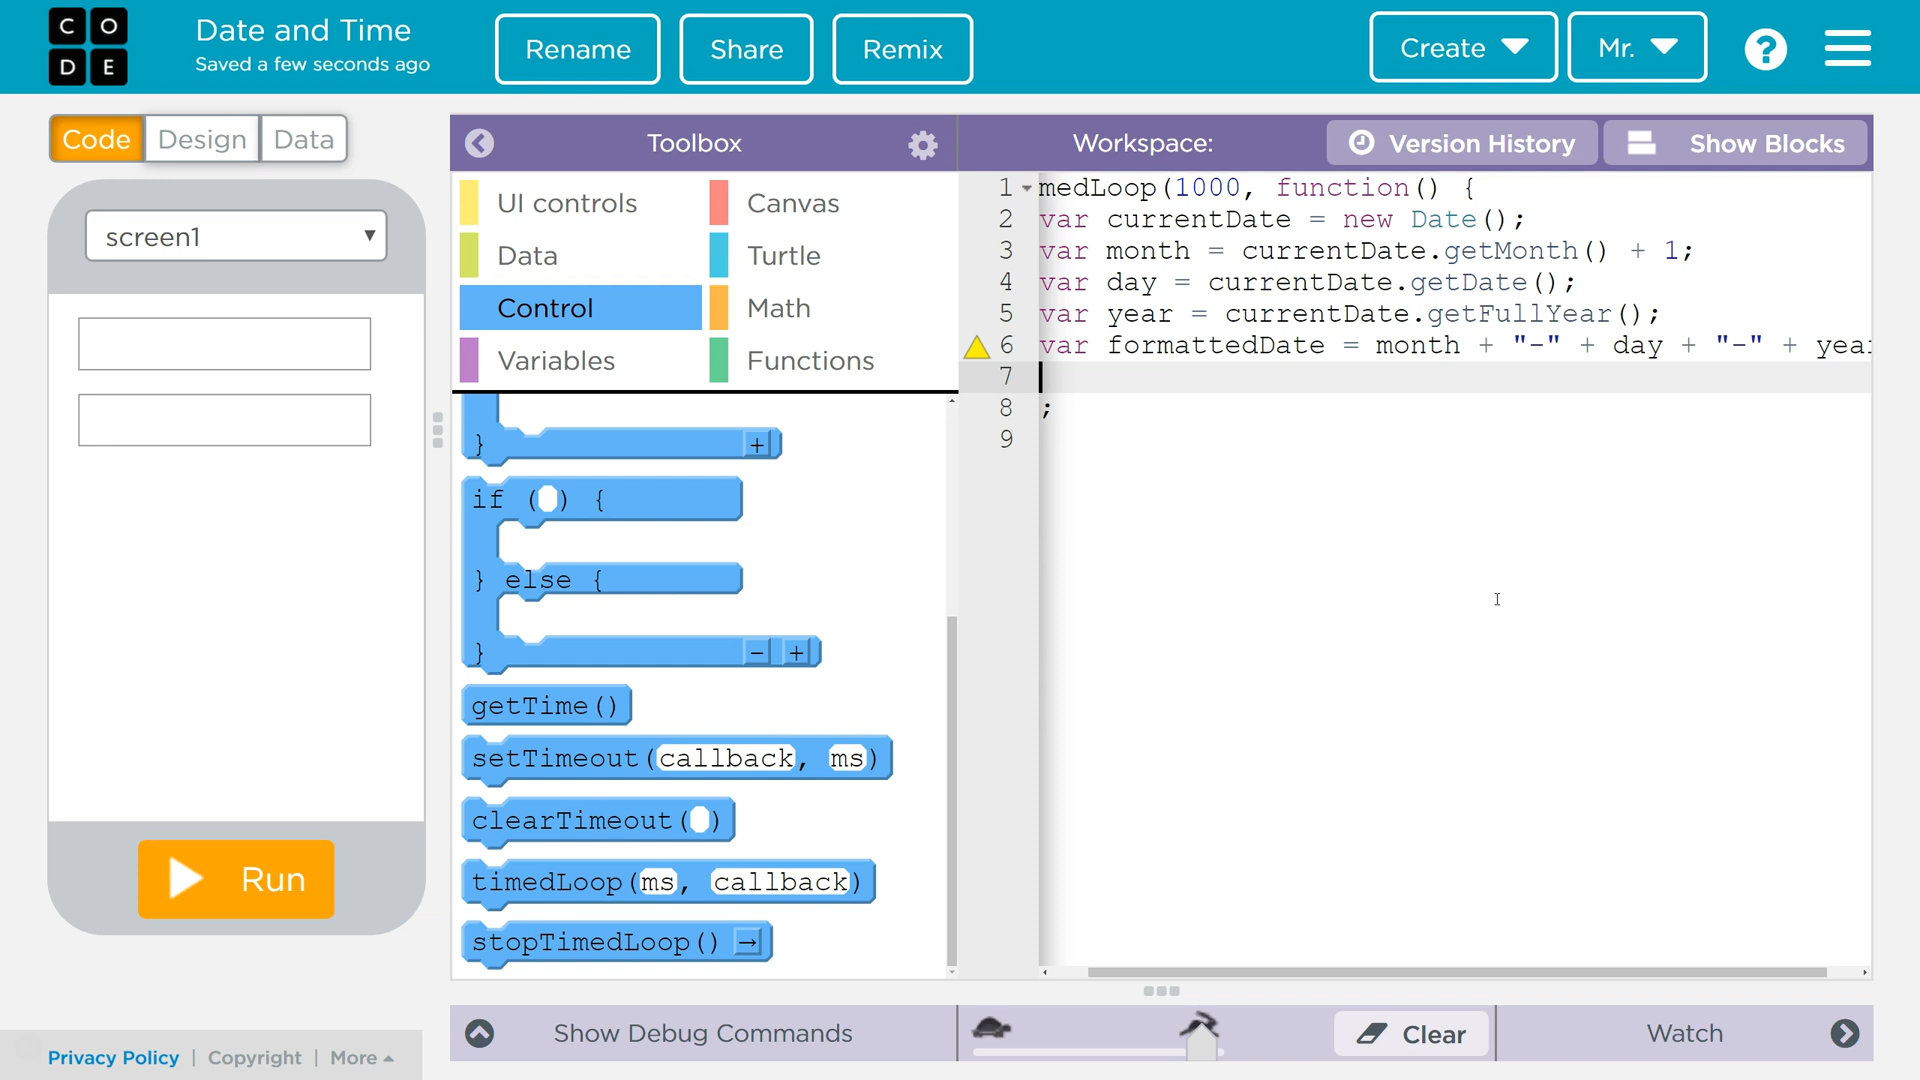 C O
D E
Date and Time
Saved a few seconds ago
Rename
Share
Remix
Create
Mr.
?
Code
Design
Data
screen1
Run
Privacy Policy | Copyright | More
Toolbox
UI controls
Canvas
Data
Turtle
Control
Math
Variables
Functions
} +
if ( ) {
} else {
} - +
getTime()
setTimeout(callback, ms)
clearTimeout( )
timedLoop(ms, callback)
stopTimedLoop() →
Workspace:
Version History
Show Blocks
1 medLoop(1000, function() {
2 var currentDate = new Date();
3 var month = currentDate.getMonth() + 1;
4 var day = currentDate.getDate();
5 var year = currentDate.getFullYear();
6 var formattedDate = month + "-" + day + "-" + year
7
8 ;
9
Show Debug Commands
Clear
Watch